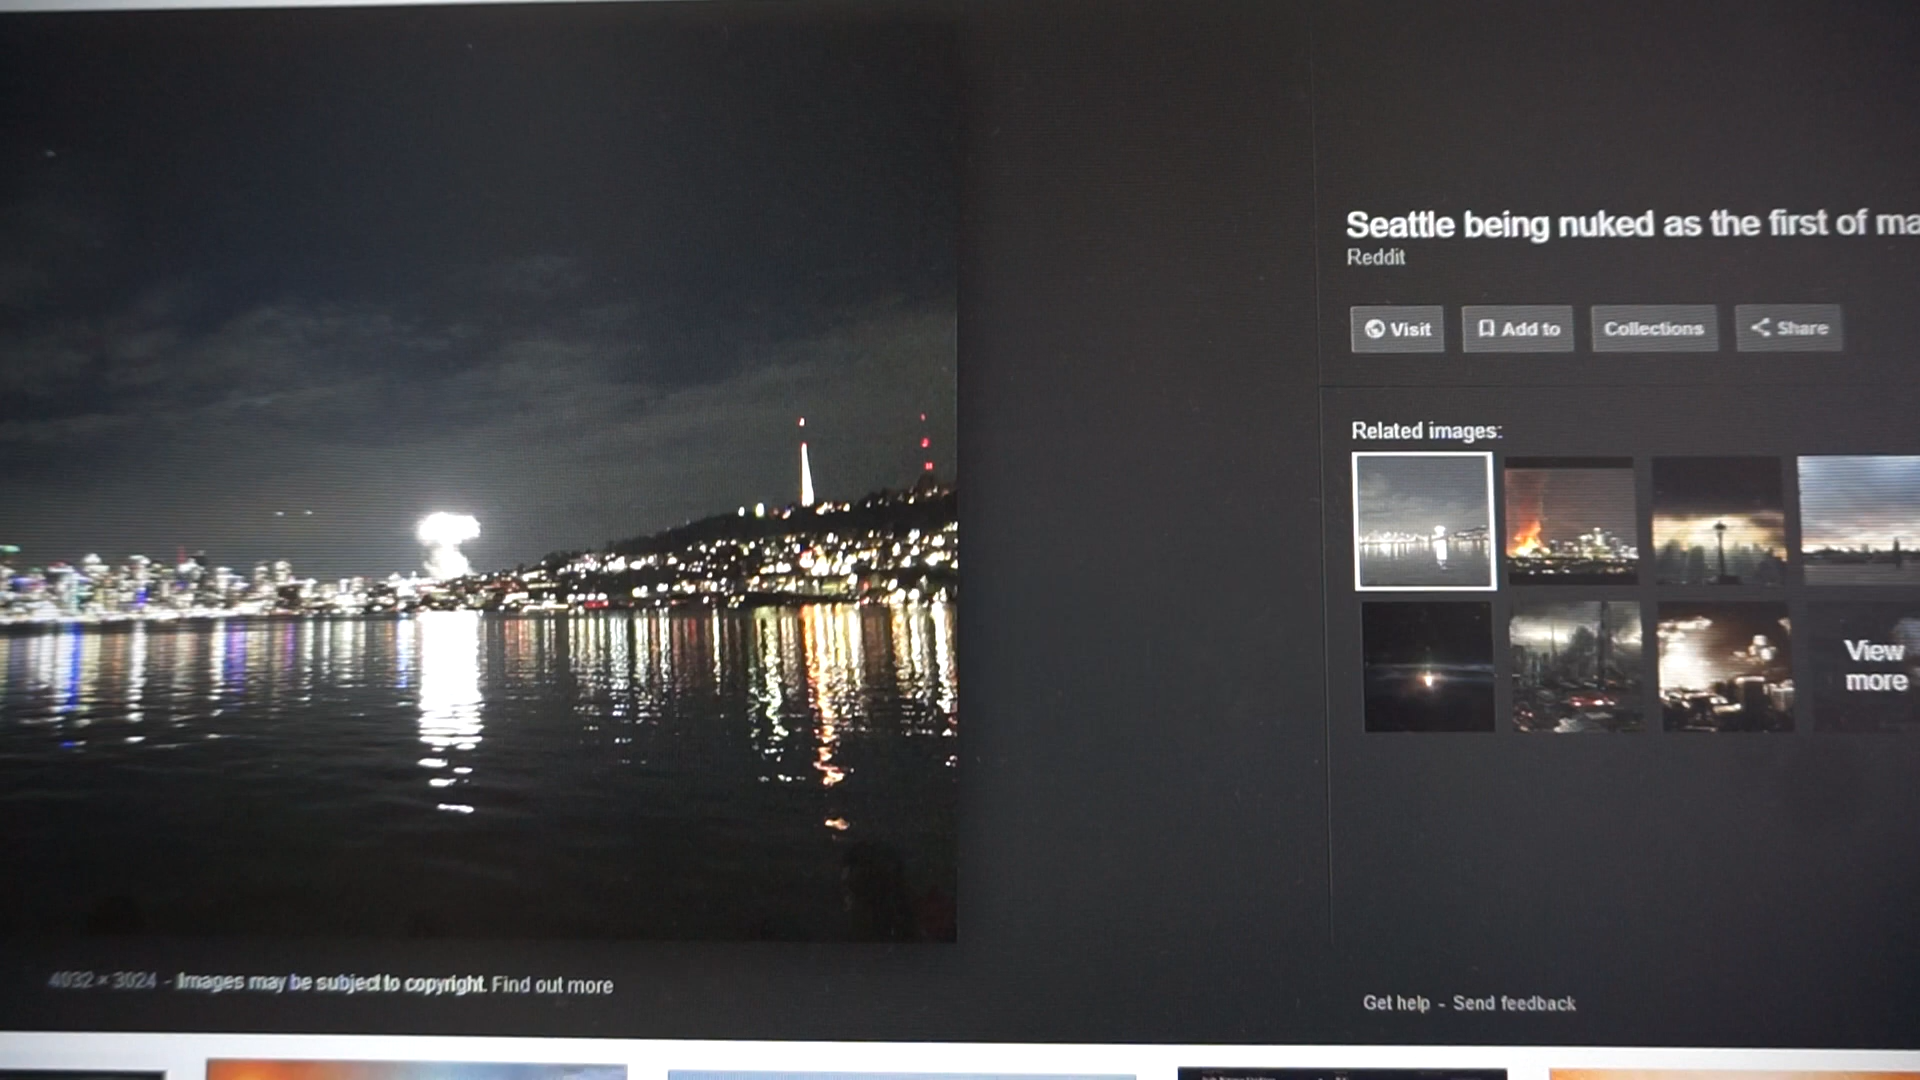 Seattle being nuked as the first of ma
Reddit
Visit
Add to
Collections
Share
Related images:
View
more
4032 × 3024 - Images may be subject to copyright. Find out more
Get help - Send feedback